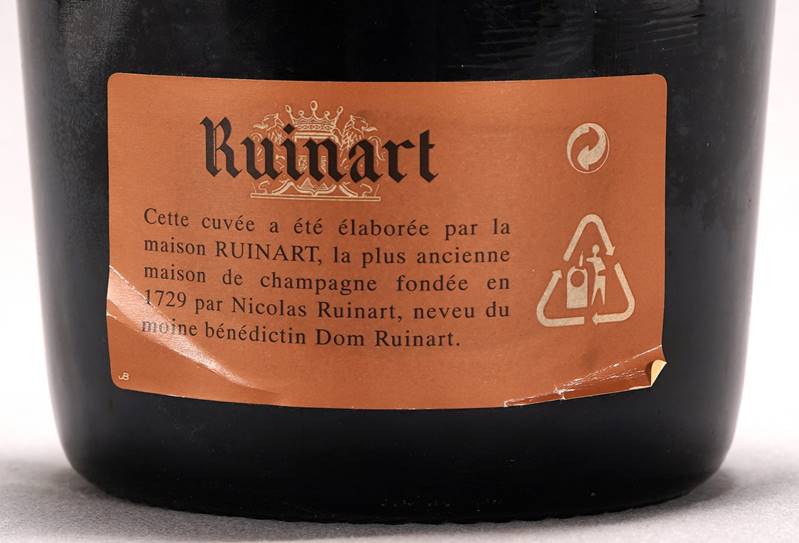 Ruinart
Cette cuvée a été élaborée par la
maison RUINART, la plus ancienne
maison de champagne fondée en
1729 par Nicolas Ruinart, neveu du
moine bénédictin Dom Ruinart.
JB